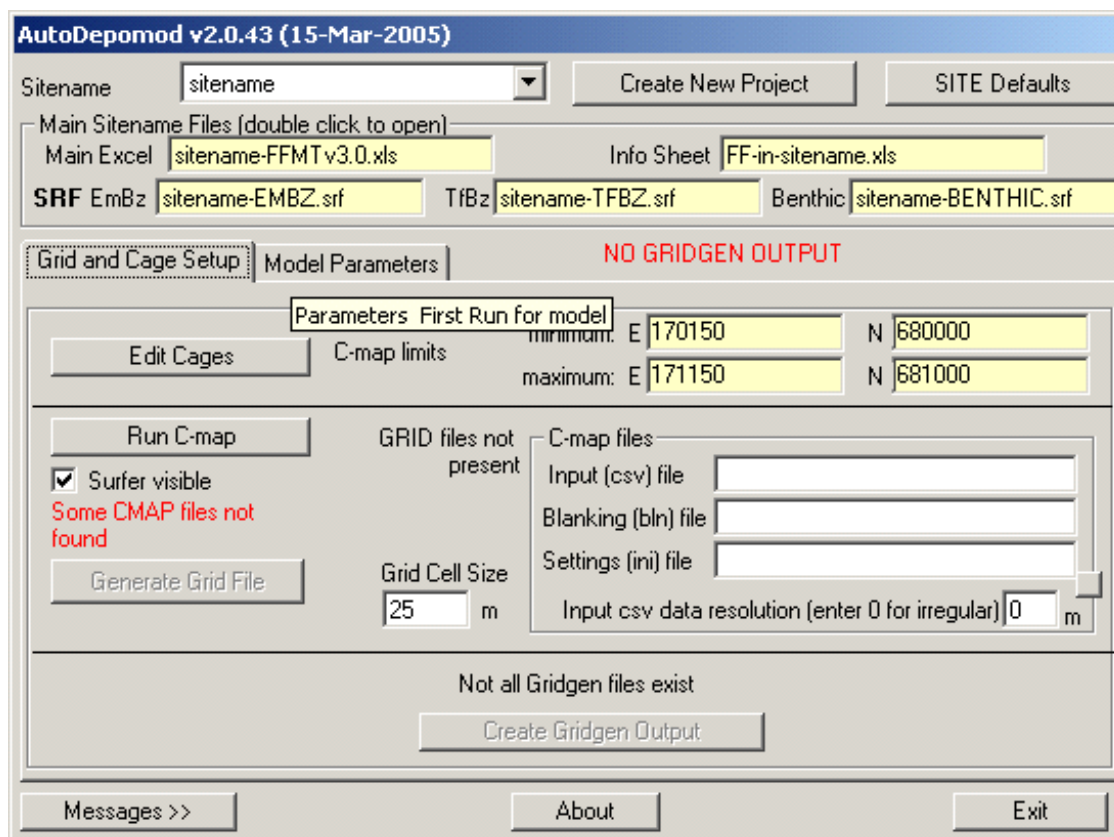 AutoDepomod v2.0.43 (15-Mar-2005)
Sitename sitename Create New Project SITE Defaults
Main Sitename Files (double click to open)
Main Excel sitename-FFMTv3.0.xls Info Sheet FF-in-sitename.xls
SRF EmBz sitename-EMBZ.srf TfBz sitename-TFBZ.srf Benthic sitename-BENTHIC.srf
Grid and Cage Setup Model Parameters NO GRIDGEN OUTPUT
Parameters First Run for model
Edit Cages C-map limits minimum: E 170150 N 680000
maximum: E 171150 N 681000
Run C-map GRID files not present C-map files
Surfer visible Input (csv) file
Some CMAP files not found Blanking (bln) file
Settings (ini) file
Generate Grid File Grid Cell Size
25 m Input csv data resolution (enter 0 for irregular) 0 m
Not all Gridgen files exist
Create Gridgen Output
Messages >> About Exit